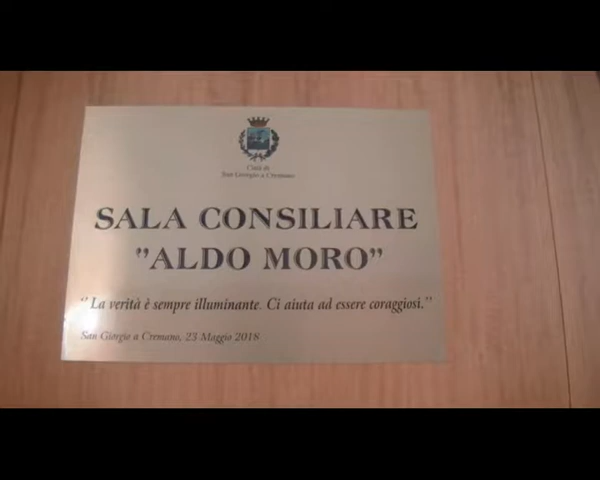 Città di
San Giorgio a Cremano
SALA CONSILIARE
"ALDO MORO"
"La verità è sempre illuminante. Ci aiuta ad essere coraggiosi."
San Giorgio a Cremano, 23 Maggio 2018